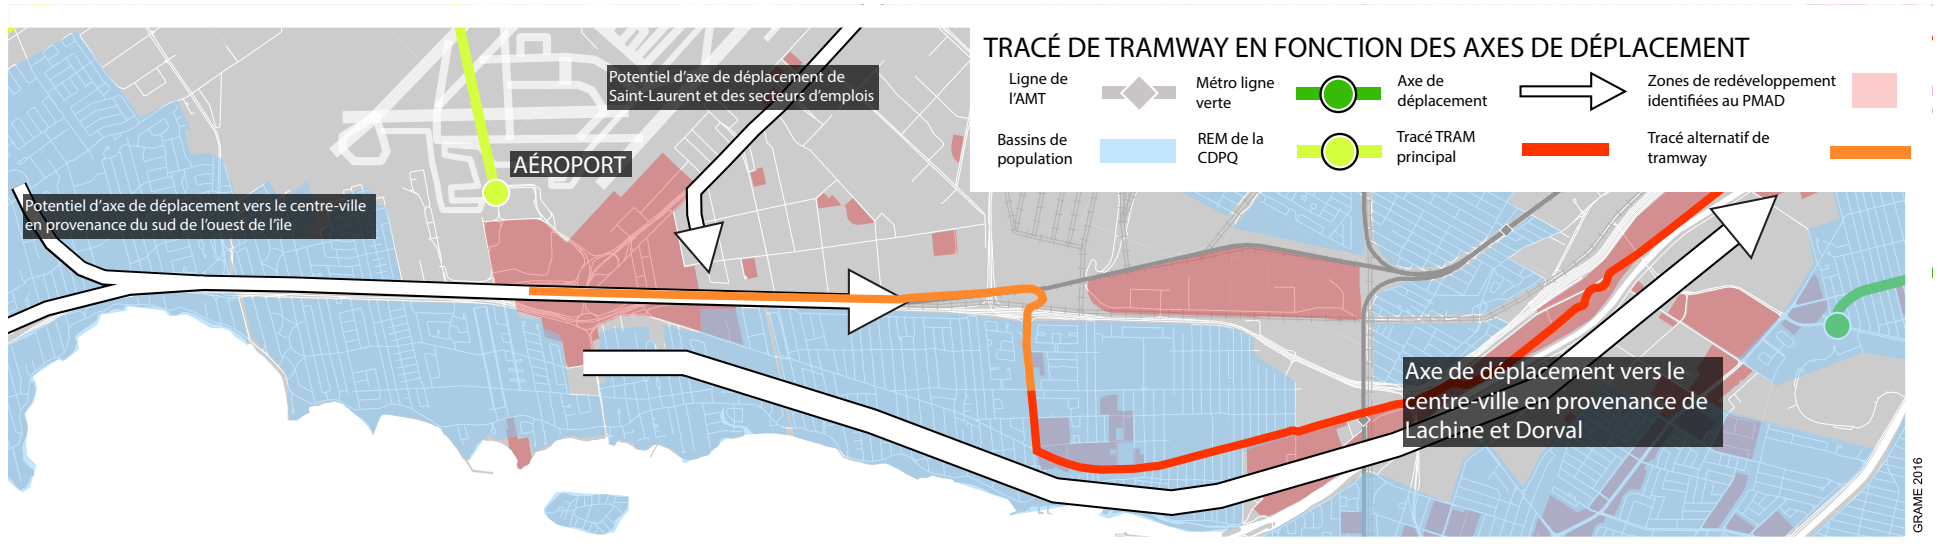 TRACÉ DE TRAMWAY EN FONCTION DES AXES DE DÉPLACEMENT
Ligne de
l'AMT
Métro ligne
verte
Axe de
déplacement
Zones de redéveloppement
identifiées au PMAD
Bassins de
population
REM de la
CDPQ
Tracé TRAM
principal
Tracé alternatif de
tramway
Potentiel d'axe de déplacement de
Saint-Laurent et des secteurs d'emplois
AÉROPORT
Potentiel d'axe de déplacement vers le centre-ville
en provenance du sud de l'ouest de l'île
Axe de déplacement vers le
centre-ville en provenance de
Lachine et Dorval
GRAME 2016